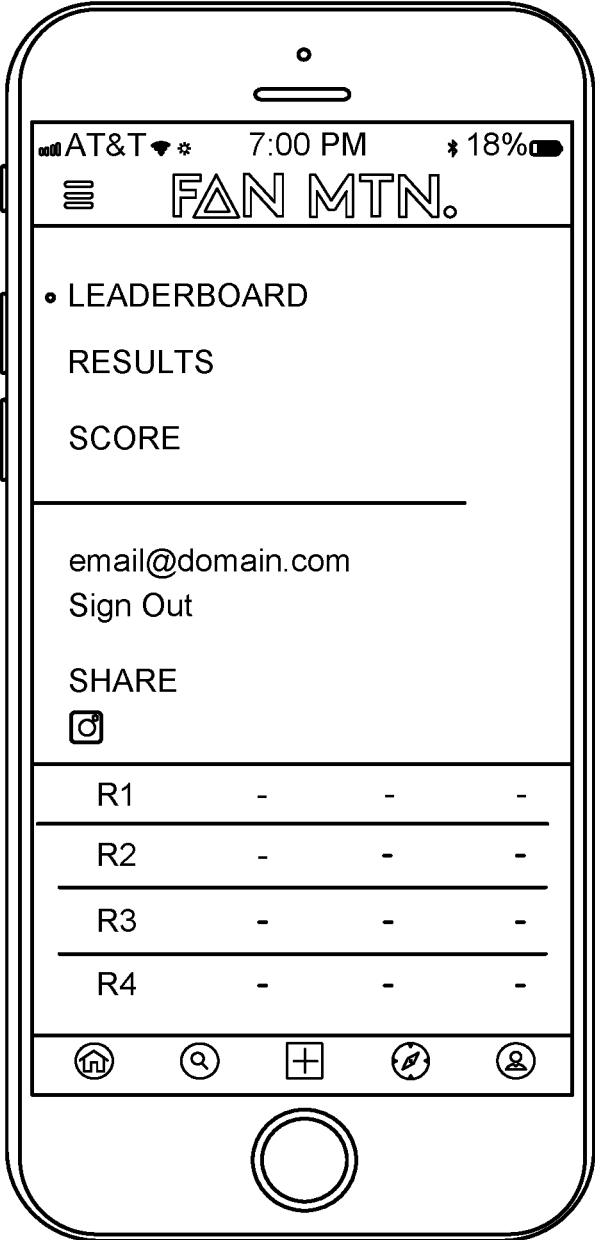 AT&T 7:00 PM 18%
FAN MTN.
LEADERBOARD
RESULTS
SCORE
email@domain.com
Sign Out
SHARE
R1 - - -
R2 - - -
R3 - - -
R4 - - -